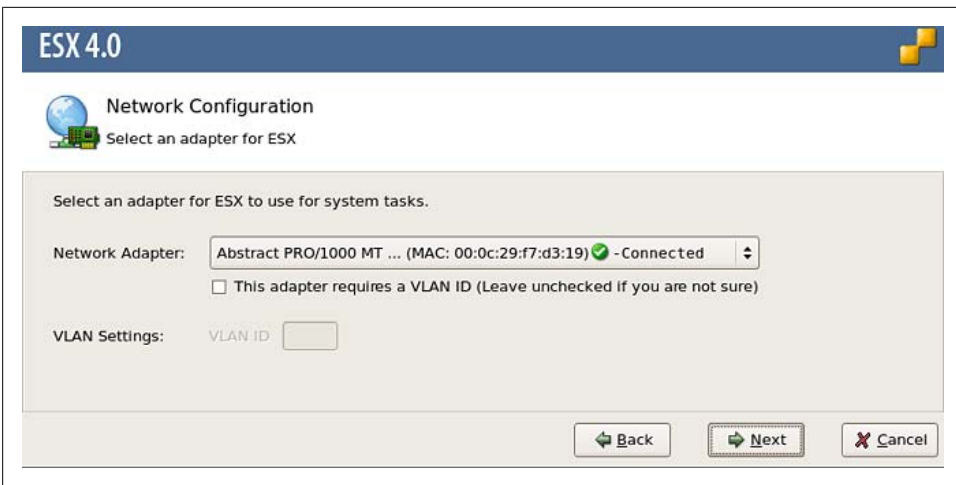 ESX 4.0
Network Configuration
Select an adapter for ESX
Select an adapter for ESX to use for system tasks.
Network Adapter: Abstract PRO/1000 MT ... (MAC: 00:0c:29:f7:d3:19) - Connected
This adapter requires a VLAN ID (Leave unchecked if you are not sure)
VLAN Settings: VLAN ID
Back Next Cancel